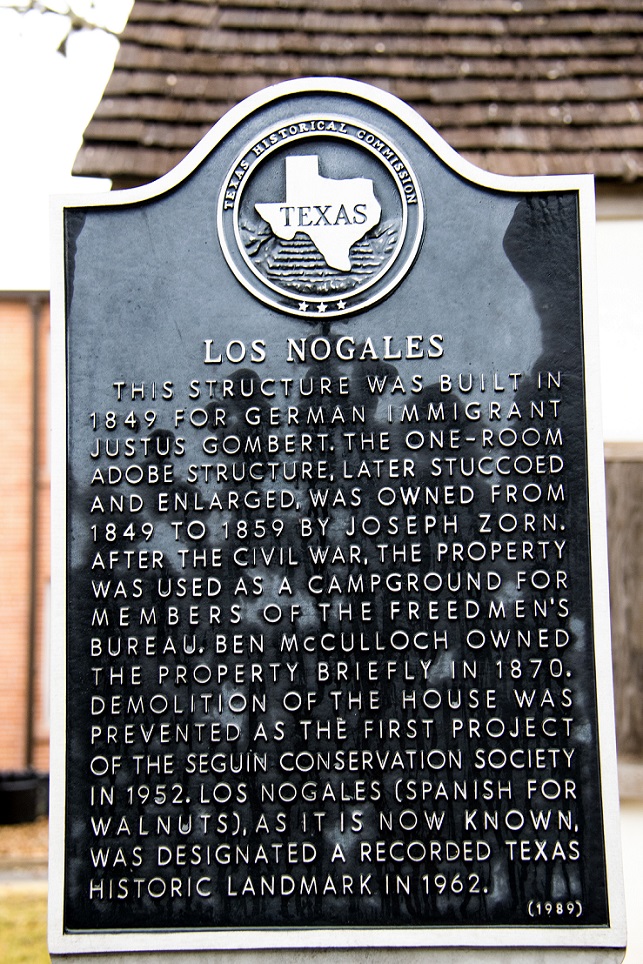 TEXAS HISTORICAL COMMISSION
TEXAS
LOS NOGALES
THIS STRUCTURE WAS BUILT IN
1849 FOR GERMAN IMMIGRANT
JUSTUS GOMBERT. THE ONE-ROOM
ADOBE STRUCTURE, LATER STUCCOED
AND ENLARGED, WAS OWNED FROM
1849 TO 1859 BY JOSEPH ZORN.
AFTER THE CIVIL WAR, THE PROPERTY
WAS USED AS A CAMPGROUND FOR
MEMBERS OF THE FREEDMEN'S
BUREAU. BEN McCULLOCH OWNED
THE PROPERTY BRIEFLY IN 1870.
DEMOLITION OF THE HOUSE WAS
PREVENTED AS THE FIRST PROJECT
OF THE SEGUIN CONSERVATION SOCIETY
IN 1952. LOS NOGALES (SPANISH FOR
WALNUTS), AS IT IS NOW KNOWN,
WAS DESIGNATED A RECORDED TEXAS
HISTORIC LANDMARK IN 1962.
(1989)